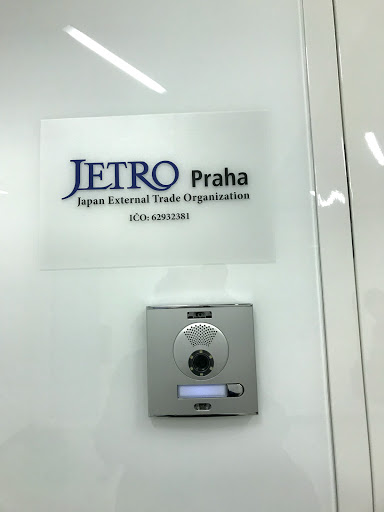 JETRO Praha
Japan External Trade Organization
IČO: 62932381